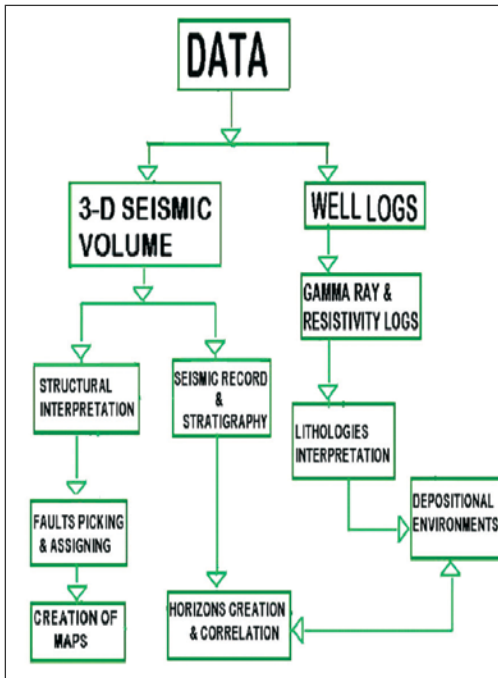 DATA
3-D SEISMIC
VOLUME
WELL LOGS
GAMMA RAY &
RESISTIVITY LOGS
STRUCTURAL
INTERPRETATION
SEISMIC RECORD
&
STRATIGRAPHY
LITHOLOGIES
INTERPRETATION
DEPOSITIONAL
ENVIRONMENTS
FAULTS PICKING
& ASSIGNING
HORIZONS CREATION
& CORRELATION
CREATION OF
MAPS